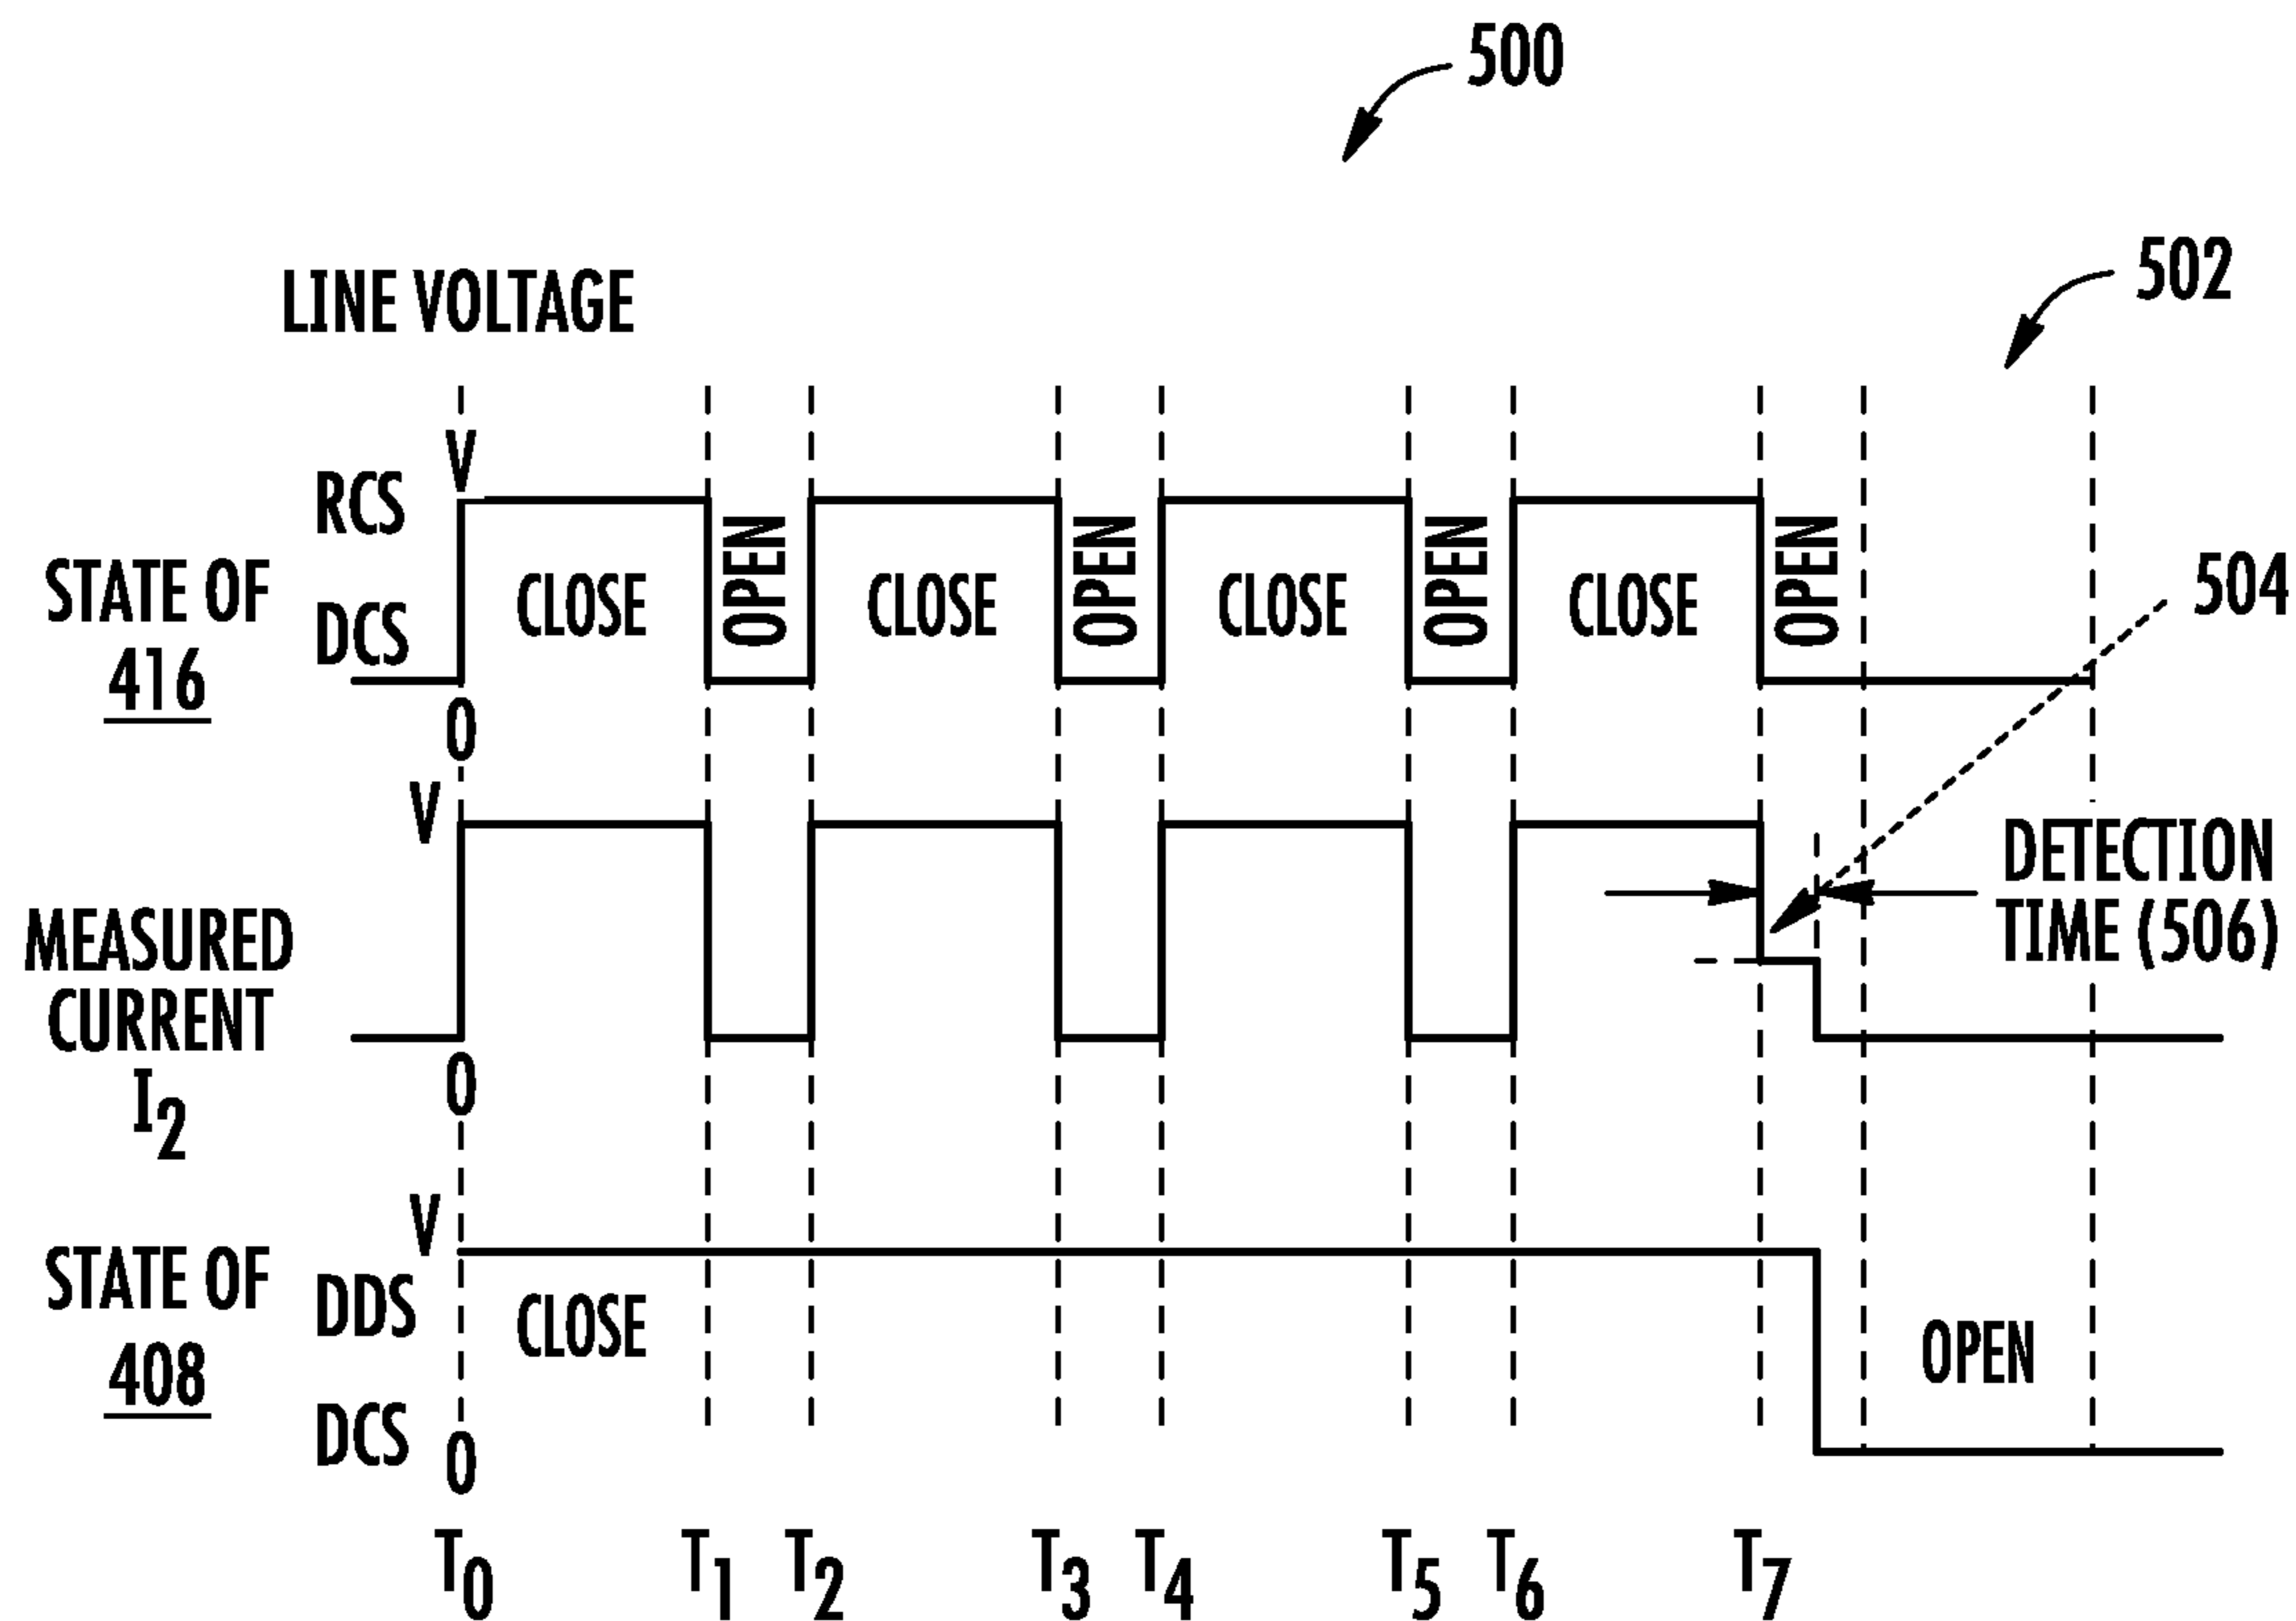 500
502
LINE VOLTAGE
V
RCS
STATE OF
416
DCS
CLOSE
OPEN
CLOSE
OPEN
CLOSE
OPEN
CLOSE
OPEN
504
0
V
MEASURED
CURRENT
I2
DETECTION
TIME (506)
0
V
STATE OF
408
DDS
CLOSE
OPEN
DCS
0
T0
T1
T2
T3
T4
T5
T6
T7